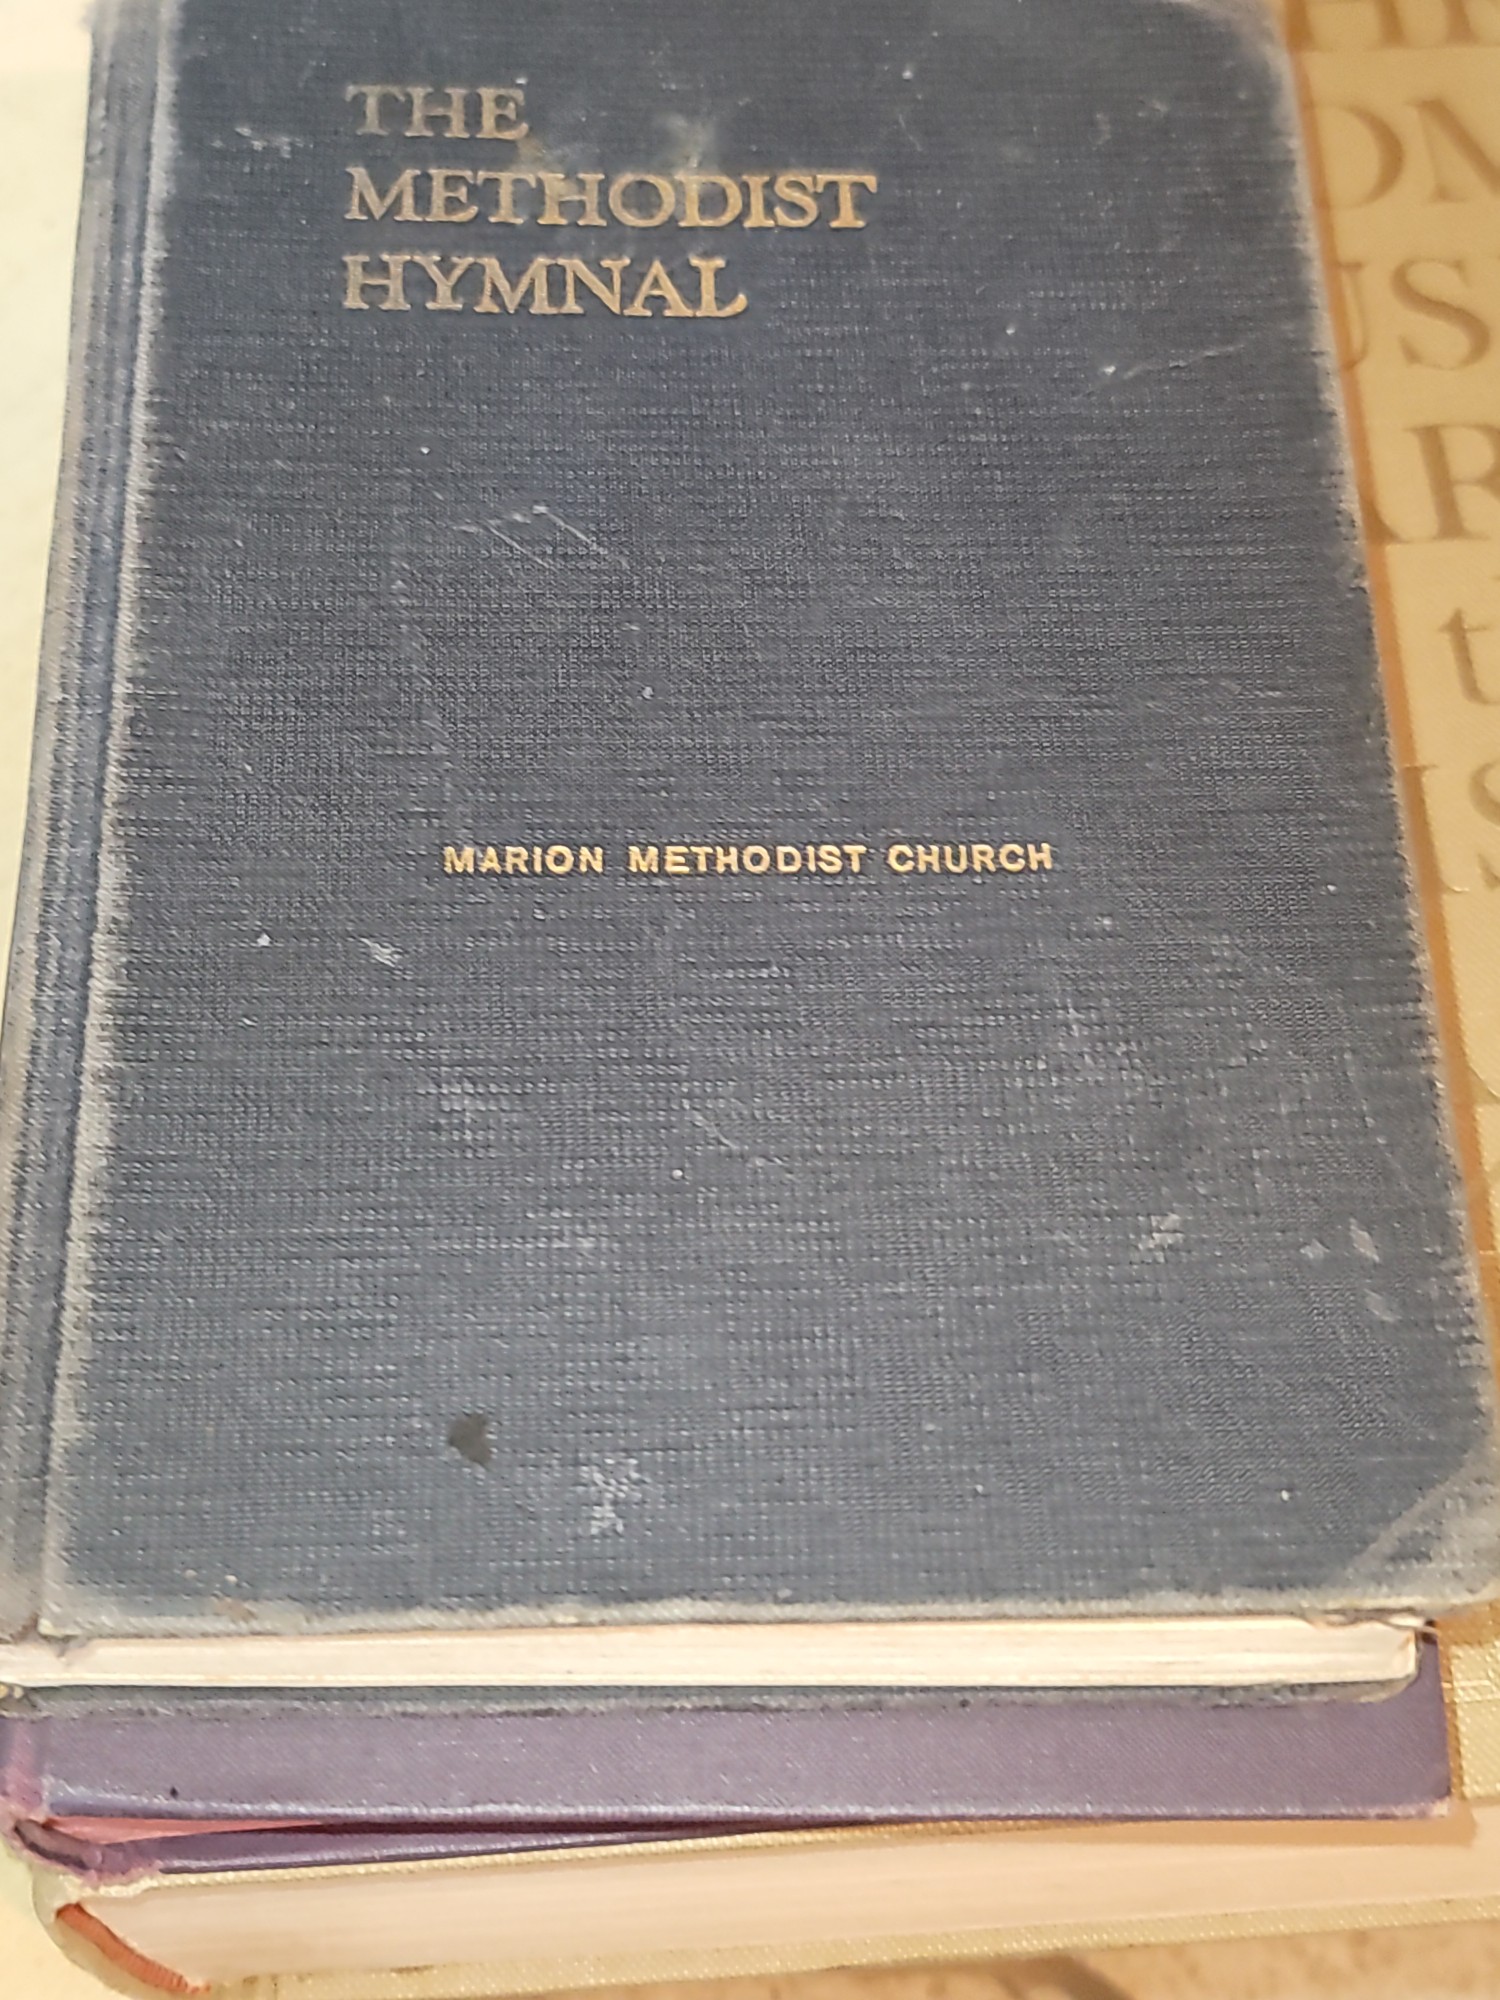 THE
METHODIST
HYMNAL
MARION METHODIST CHURCH